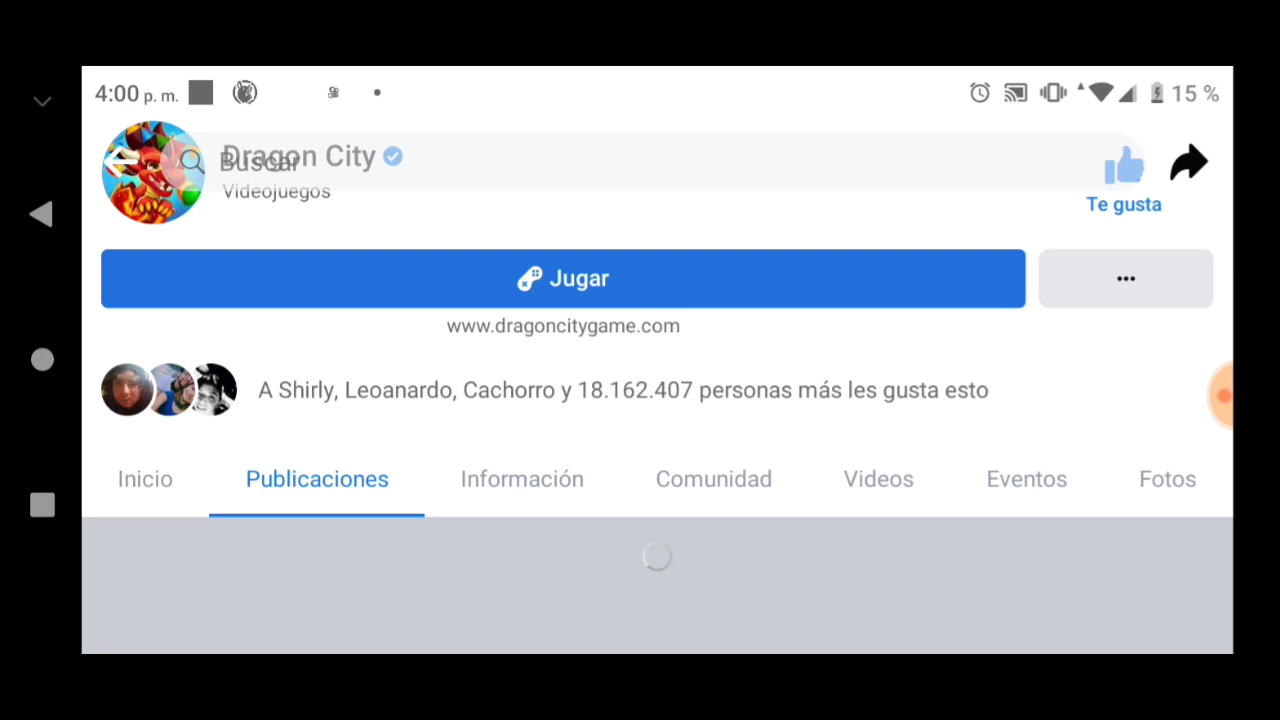 4:00 p. m.
15 %
Dragon City
Buscar
Videojuegos
Te gusta
Jugar
...
www.dragoncitygame.com
A Shirly, Leoanardo, Cachorro y 18.162.407 personas más les gusta esto
Inicio Publicaciones Información Comunidad Videos Eventos Fotos